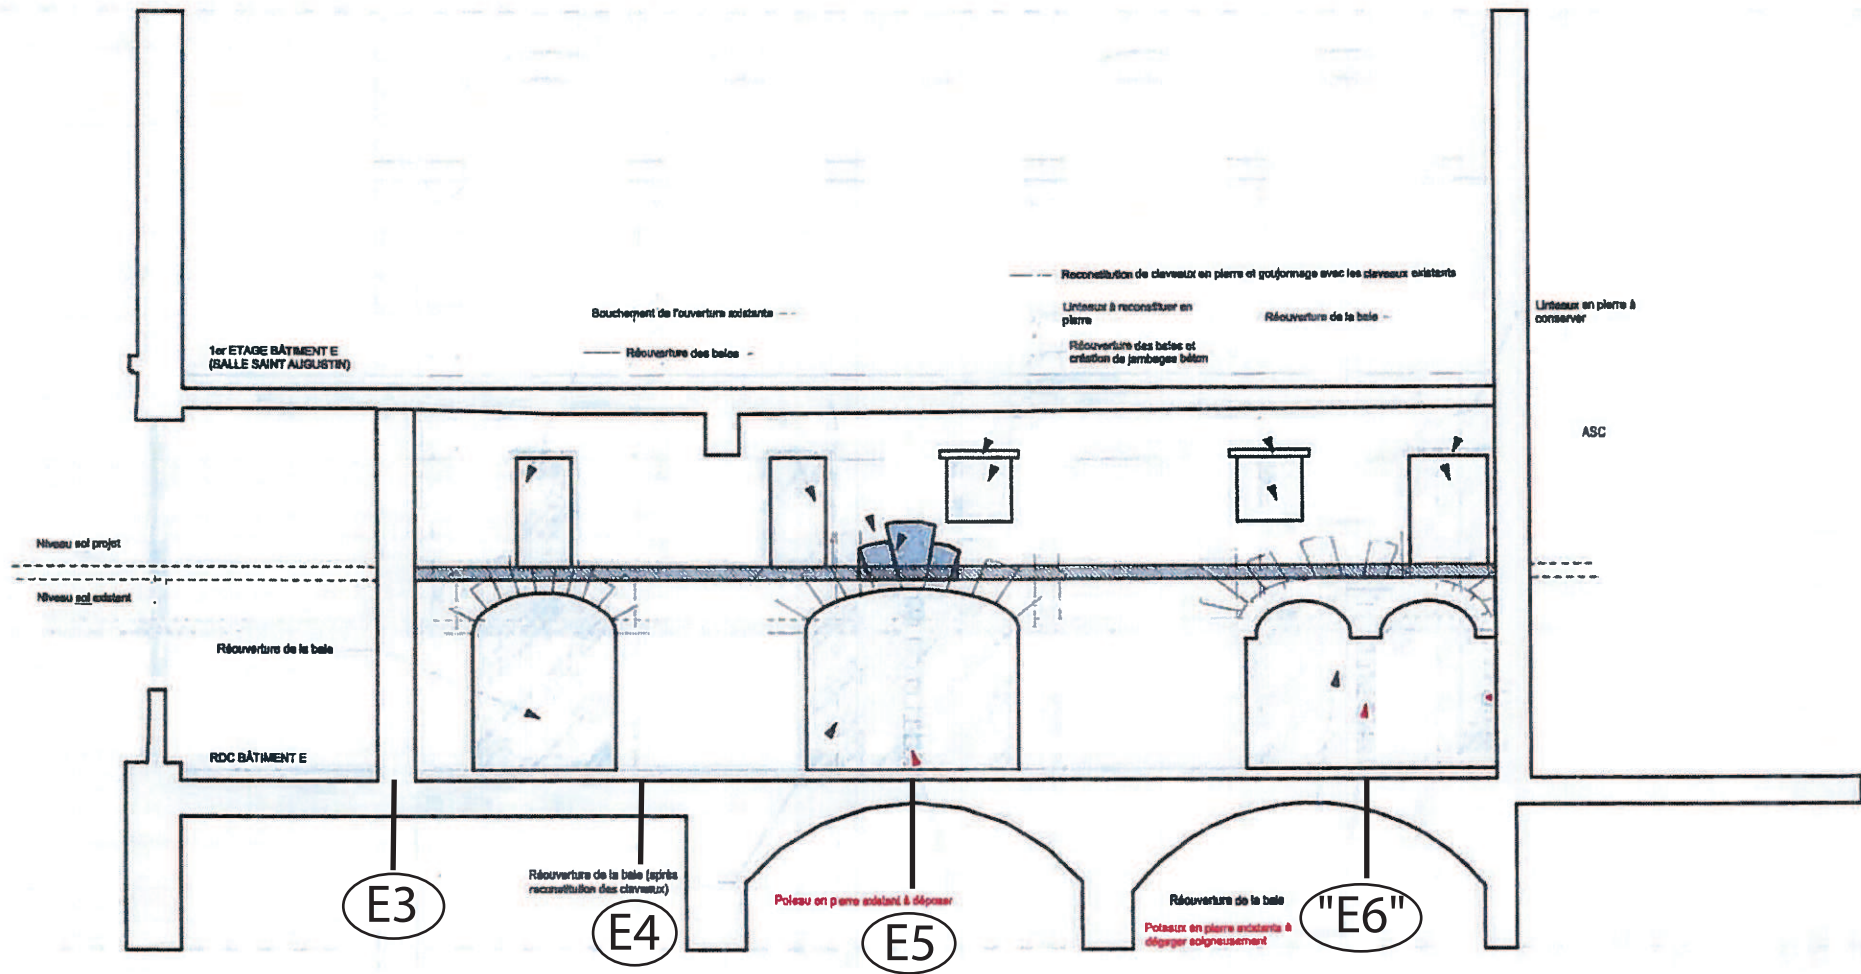 Reconstitution de claveaux en pierre et goujonnage avec les claveaux existants
Bouchement de l'ouverture existante
Linteaux à reconstituer en
pierre
Réouverture de la baie
Linteaux en pierre à
conserver
1er ETAGE BÂTIMENT E
(SALLE SAINT AUGUSTIN)
Réouverture des baies
Réouverture des baies et
création de jambages béton
ASC
Niveau sol projet
Niveau sol existant
Réouverture de la baie
RDC BÂTIMENT E
E3
Réouverture de la baie (après
reconstitution des claveaux)
E4
Poteau en pierre existant à déposer
E5
Réouverture de la baie
Poteaux en pierre existants à
dégager soigneusement
"E6"